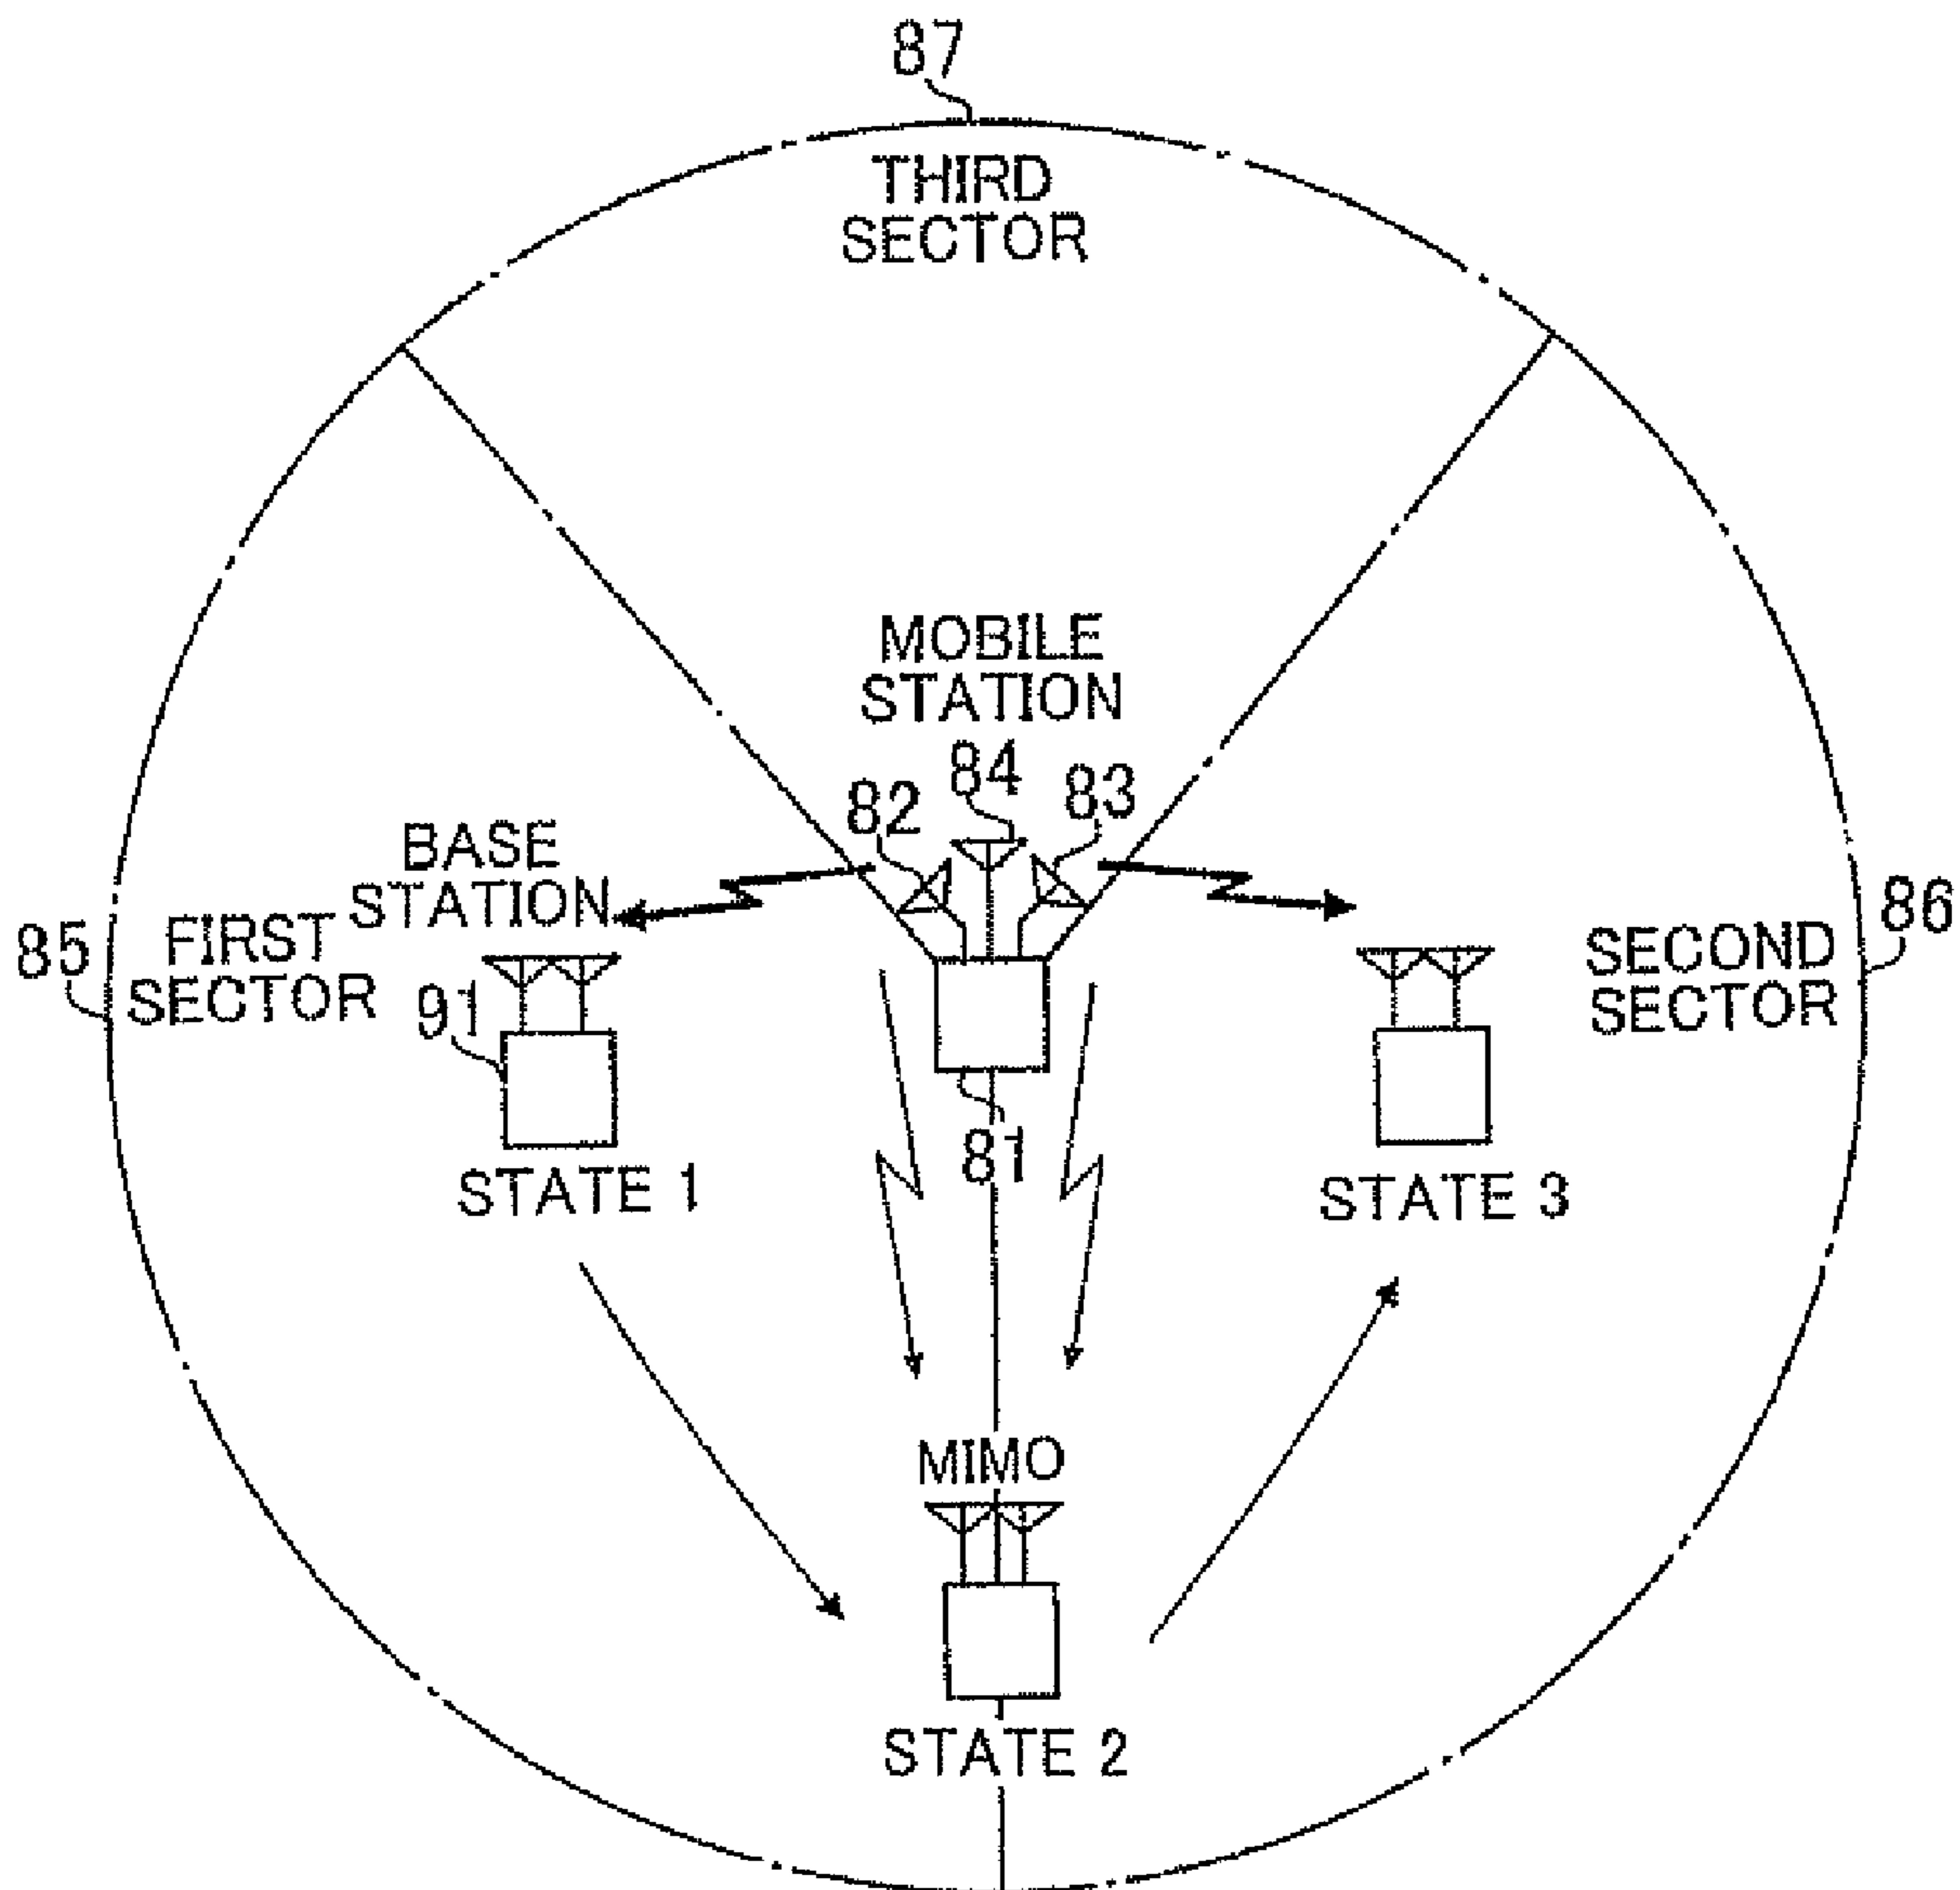 87
THIRD
SECTOR
MOBILE
STATION
84
82
83
BASE
STATION
85
FIRST
SECTOR
91
86
SECOND
SECTOR
81
STATE 1
STATE 3
MIMO
STATE 2